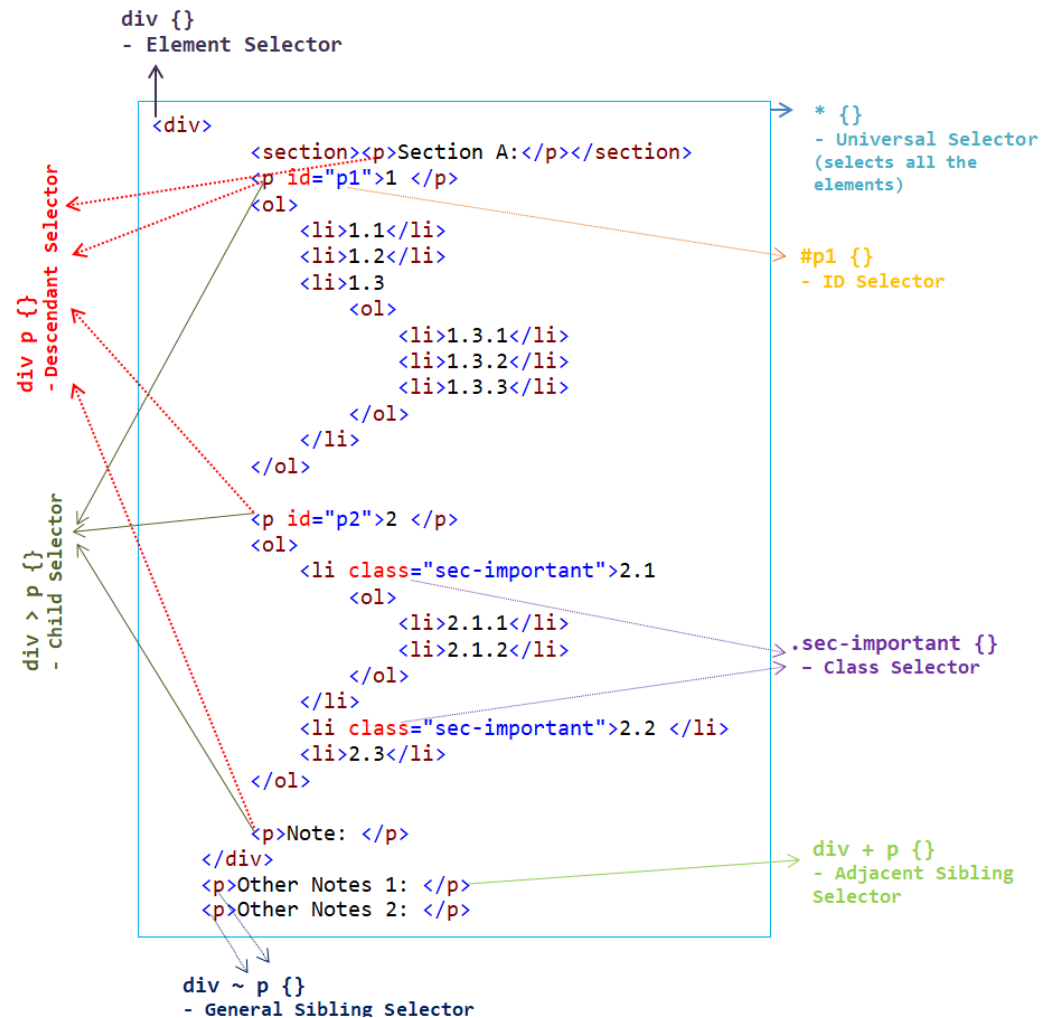 div {}
- Element Selector
* {}
- Universal Selector
(selects all the
elements)
#p1 {}
- ID Selector
div p {}
- Descendant Selector
div > p {}
- Child Selector
<div>
<section><p>Section A:</p></section>
<p id="p1">1 </p>
<ol>
<li>1.1</li>
<li>1.2</li>
<li>1.3
<ol>
<li>1.3.1</li>
<li>1.3.2</li>
<li>1.3.3</li>
</ol>
</li>
</ol>
<p id="p2">2 </p>
<ol>
<li class="sec-important">2.1
<ol>
<li>2.1.1</li>
<li>2.1.2</li>
</ol>
</li>
<li class="sec-important">2.2 </li>
<li>2.3</li>
</ol>
<p>Note: </p>
</div>
<p>Other Notes 1: </p>
<p>Other Notes 2: </p>
.sec-important {}
– Class Selector
div + p {}
- Adjacent Sibling
Selector
div ~ p {}
- General Sibling Selector